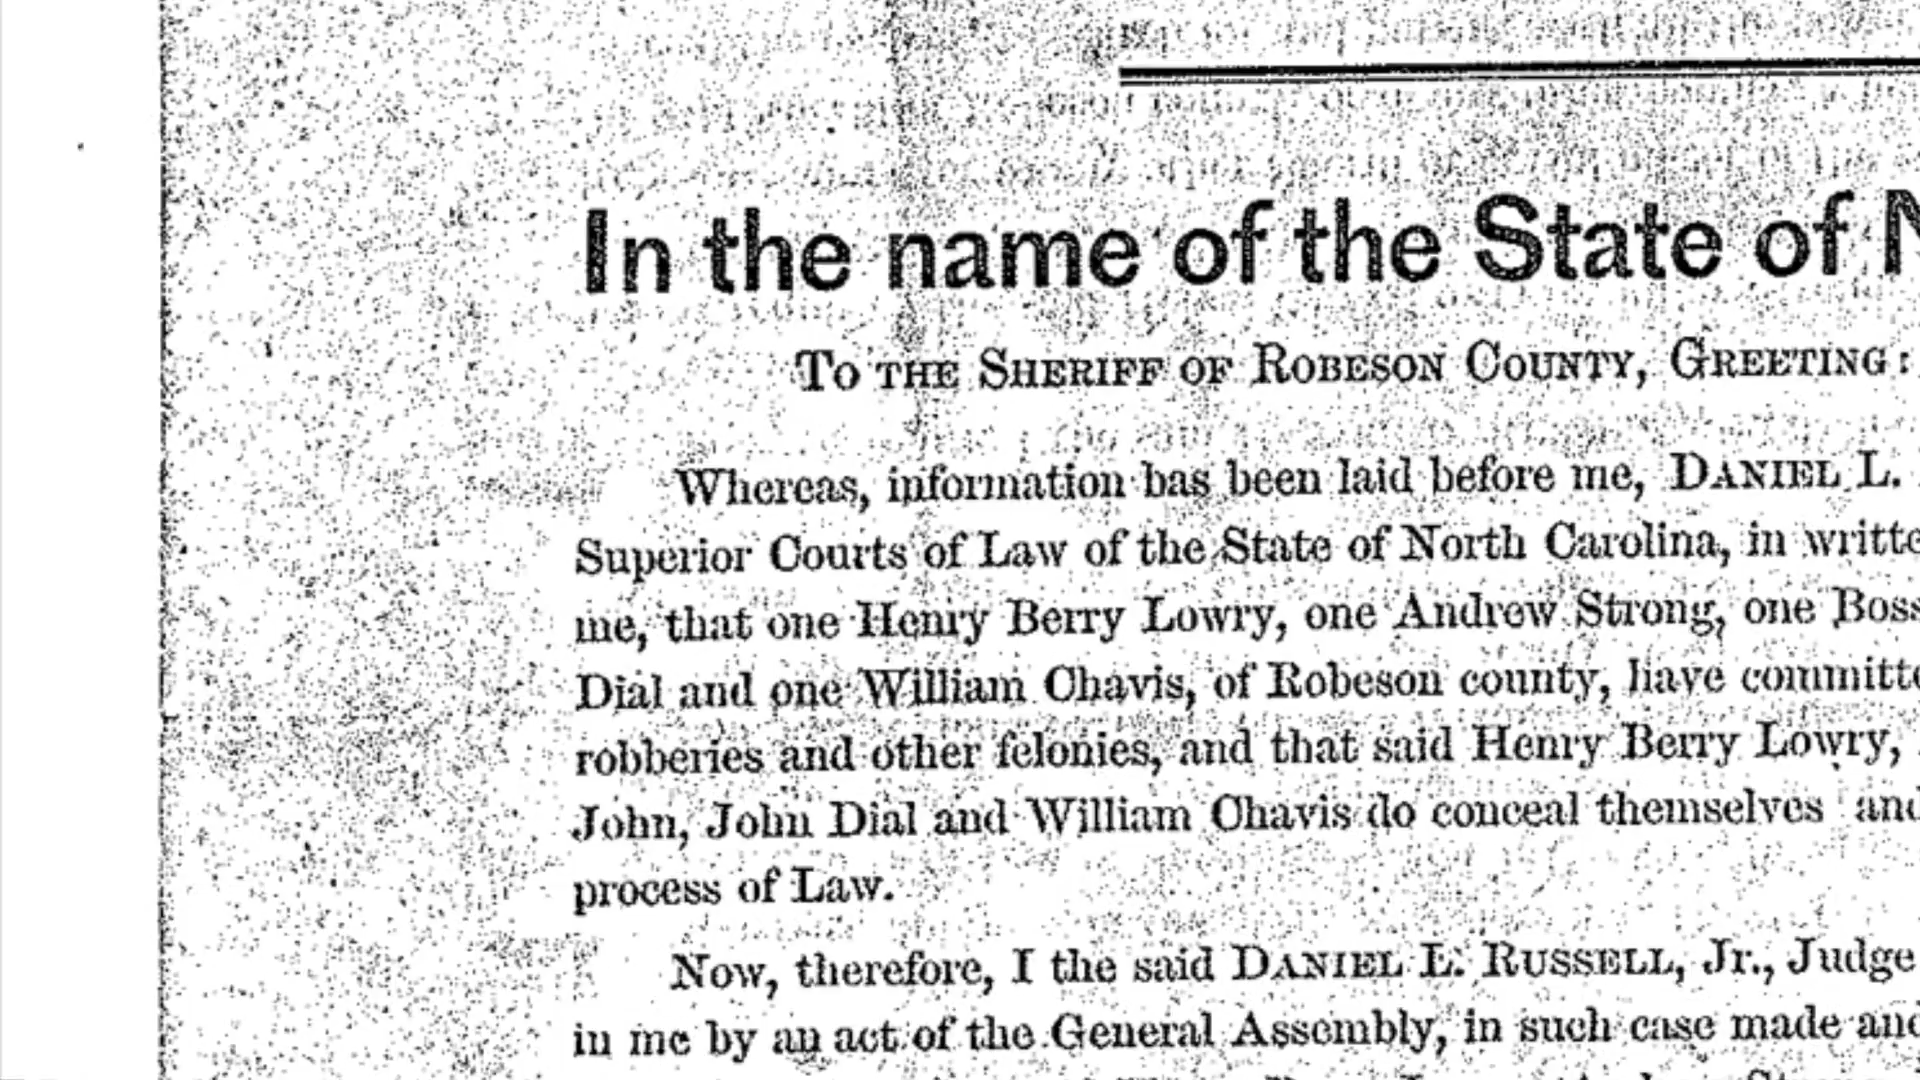 In the name of the State of N
To the Sheriff of Robeson County, Greeting:
Whereas, information has been laid before me, Daniel L.
Superior Courts of Law of the State of North Carolina, in writte
me, that one Henry Berry Lowry, one Andrew Strong, one Boss
Dial and one William Chavis, of Robeson county, have committe
robberies and other felonies, and that said Henry Berry Lowry,
John, John Dial and William Chavis do conceal themselves and
process of Law.
Now, therefore, I the said Daniel L. Russell, Jr., Judge
in me by an act of the General Assembly, in such case made and